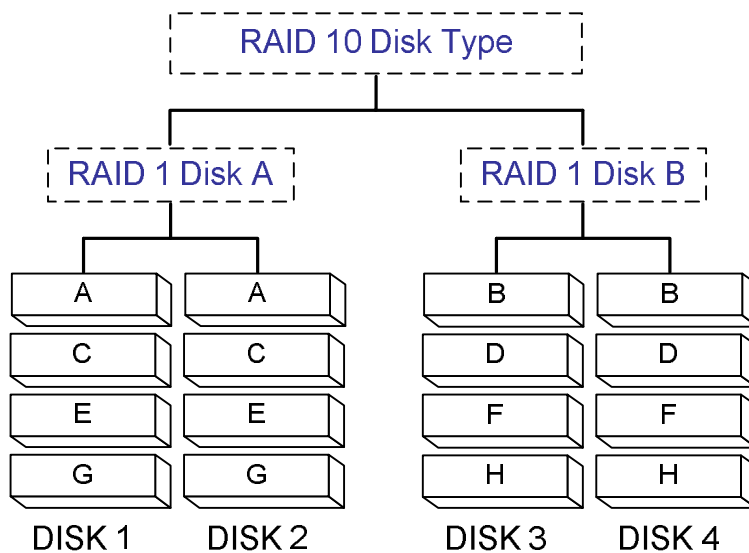 RAID 10 Disk Type
RAID 1 Disk A RAID 1 Disk B
A A B B
C C D D
E E F F
G G H H
DISK 1 DISK 2 DISK 3 DISK 4